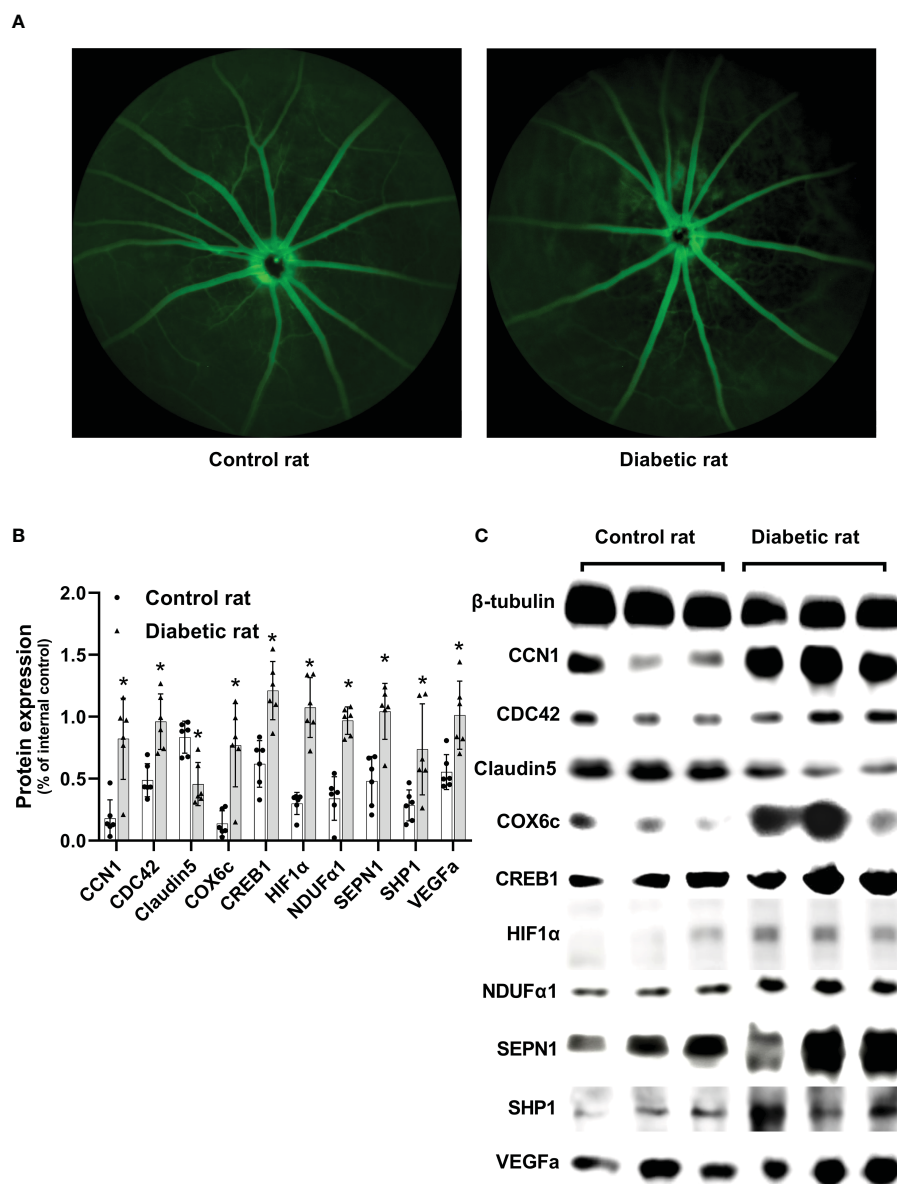 A
Control rat
Diabetic rat
B
Protein expression
(% of internal control)
2.0
1.5
1.0
0.5
0.0
Control rat
Diabetic rat
*
*
*
*
*
*
*
*
*
*
CCN1
CDC42
Claudin5
COX6c
CREB1
HIF1α
NDUFα1
SEPN1
SHP1
VEGFa
C
Control rat
Diabetic rat
β-tubulin
CCN1
CDC42
Claudin5
COX6c
CREB1
HIF1α
NDUFα1
SEPN1
SHP1
VEGFa